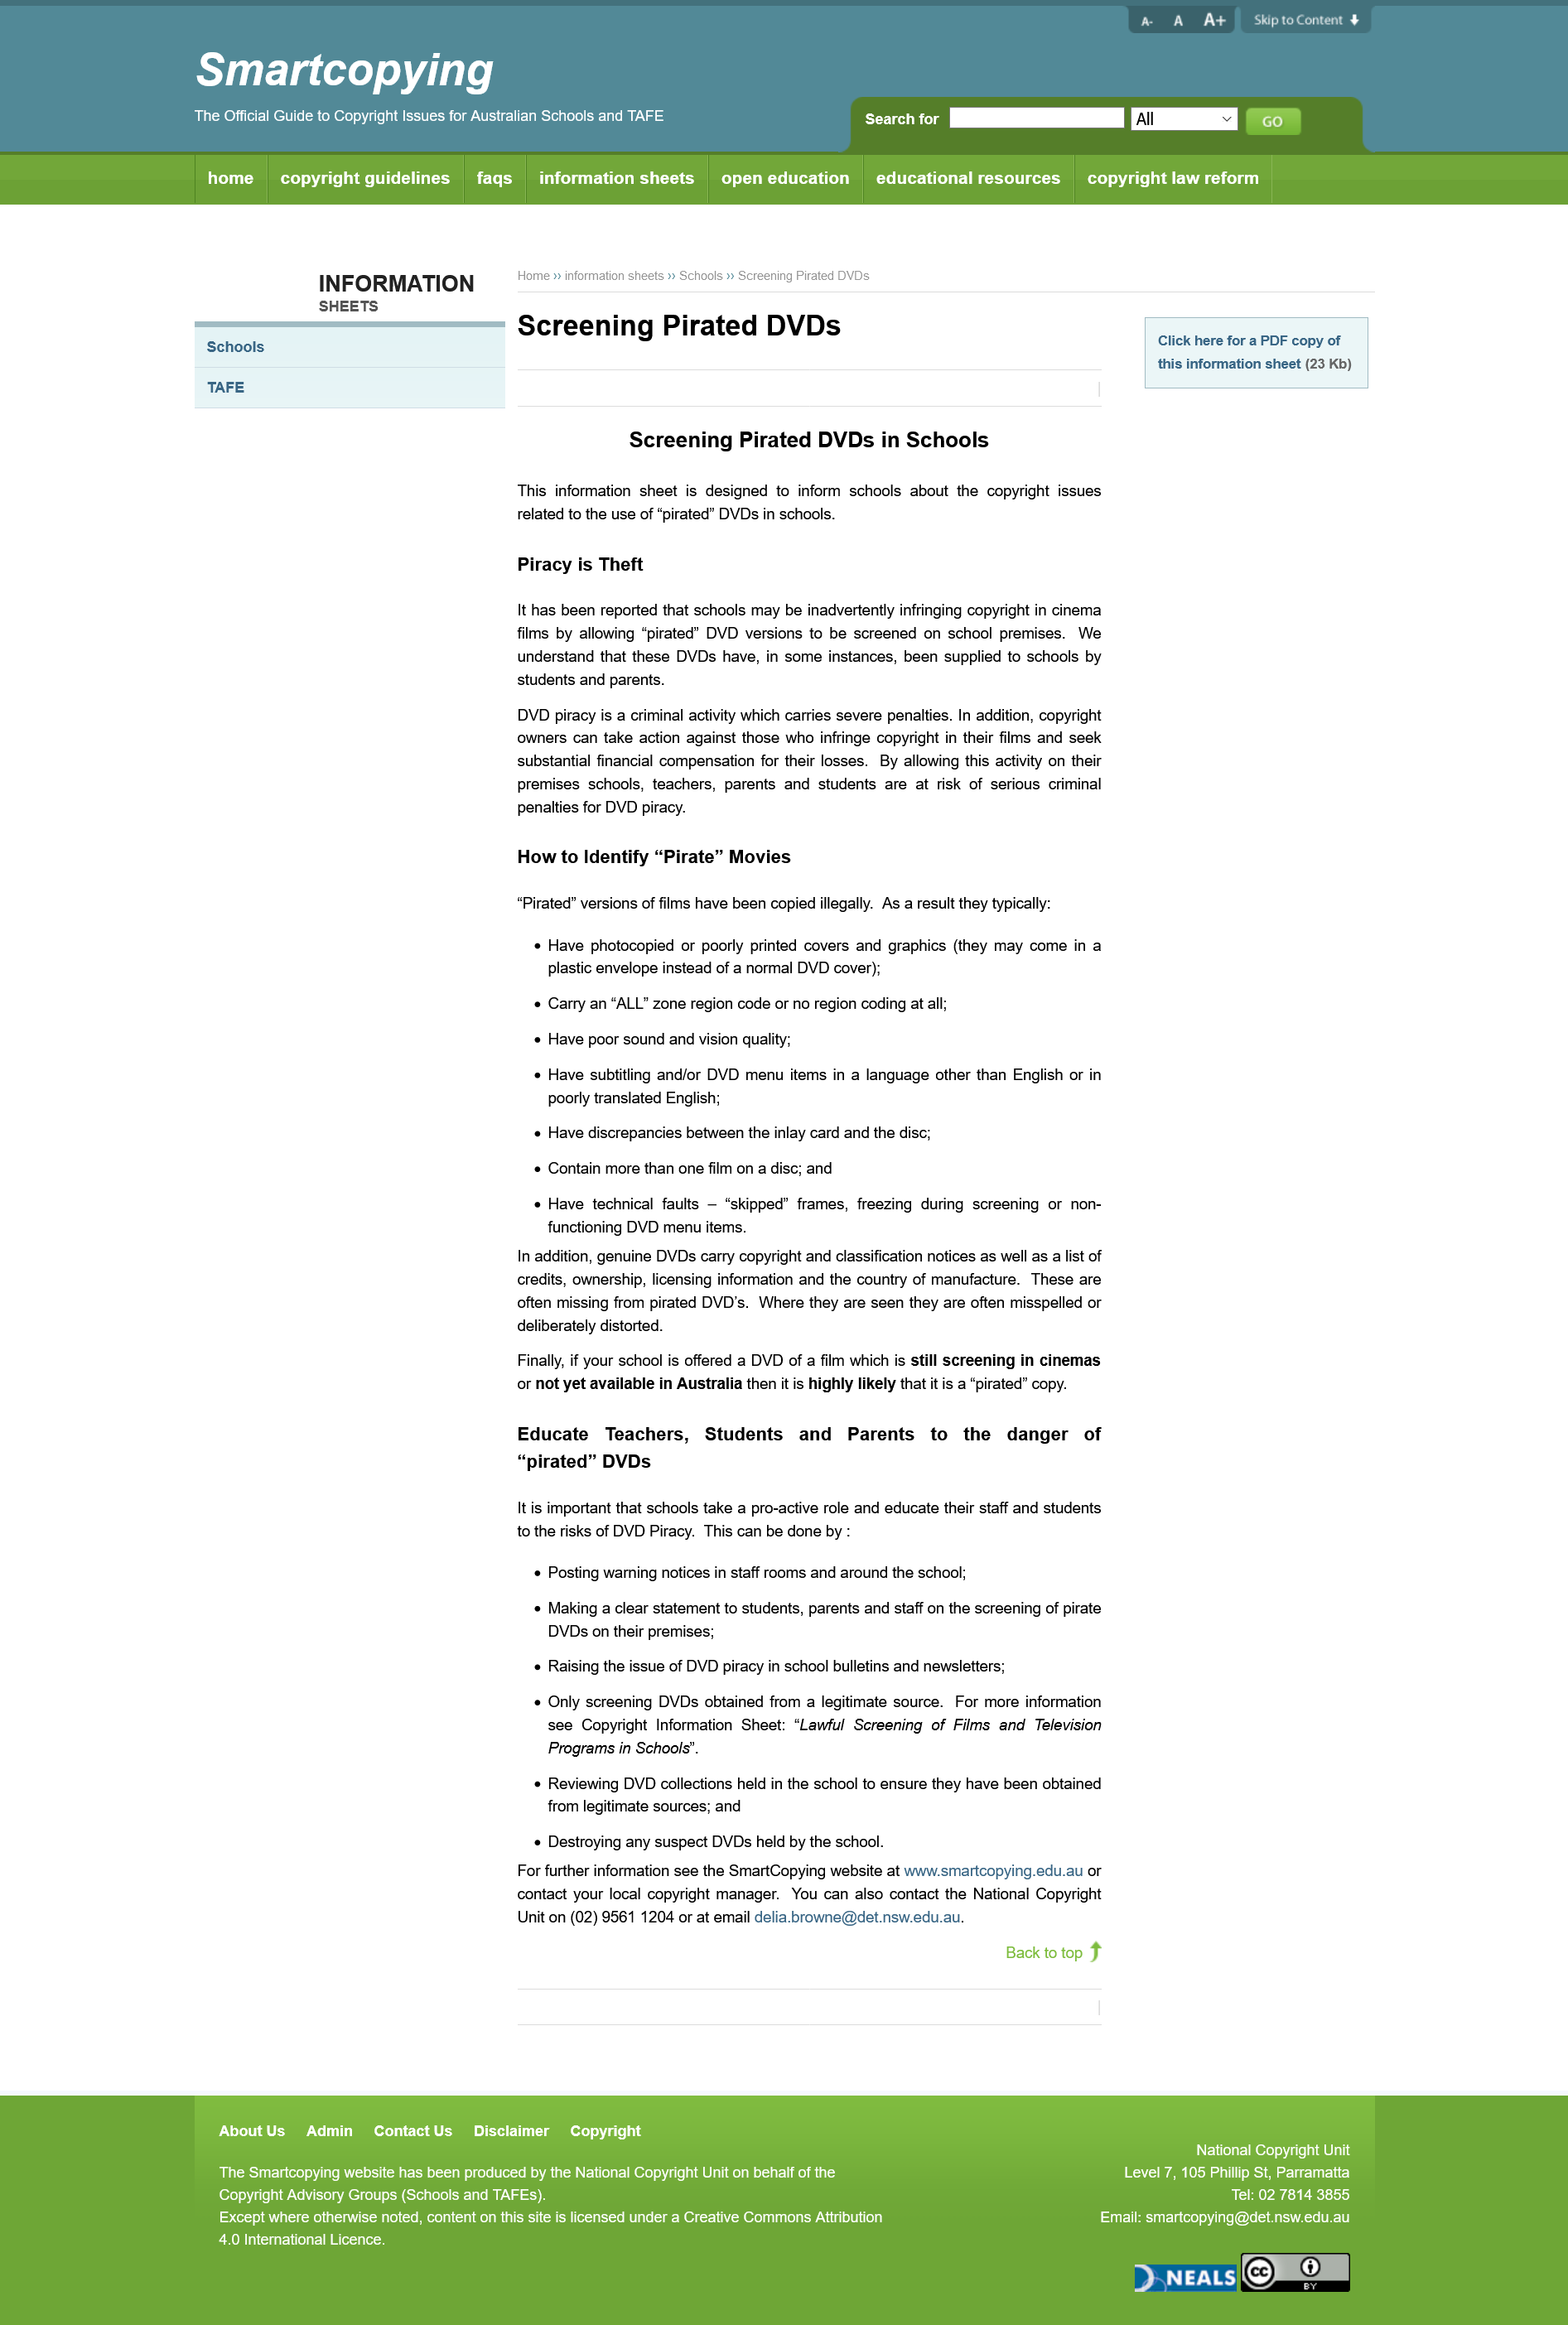 A- A A+ Skip to Content
Smartcopying
The Official Guide to Copyright Issues for Australian Schools and TAFE
Search for All GO
home copyright guidelines faqs information sheets open education educational resources copyright law reform
INFORMATION
SHEETS
Schools
TAFE
Home ›› information sheets ›› Schools ›› Screening Pirated DVDs
Screening Pirated DVDs
Click here for a PDF copy of
this information sheet (23 Kb)
Screening Pirated DVDs in Schools
This information sheet is designed to inform schools about the copyright issues
related to the use of “pirated” DVDs in schools.
Piracy is Theft
It has been reported that schools may be inadvertently infringing copyright in cinema
films by allowing “pirated” DVD versions to be screened on school premises. We
understand that these DVDs have, in some instances, been supplied to schools by
students and parents.
DVD piracy is a criminal activity which carries severe penalties. In addition, copyright
owners can take action against those who infringe copyright in their films and seek
substantial financial compensation for their losses. By allowing this activity on their
premises schools, teachers, parents and students are at risk of serious criminal
penalties for DVD piracy.
How to Identify “Pirate” Movies
“Pirated” versions of films have been copied illegally. As a result they typically:
• Have photocopied or poorly printed covers and graphics (they may come in a
plastic envelope instead of a normal DVD cover);
• Carry an “ALL” zone region code or no region coding at all;
• Have poor sound and vision quality;
• Have subtitling and/or DVD menu items in a language other than English or in
poorly translated English;
• Have discrepancies between the inlay card and the disc;
• Contain more than one film on a disc; and
• Have technical faults – “skipped” frames, freezing during screening or non-
functioning DVD menu items.
In addition, genuine DVDs carry copyright and classification notices as well as a list of
credits, ownership, licensing information and the country of manufacture. These are
often missing from pirated DVD’s. Where they are seen they are often misspelled or
deliberately distorted.
Finally, if your school is offered a DVD of a film which is still screening in cinemas
or not yet available in Australia then it is highly likely that it is a “pirated” copy.
Educate Teachers, Students and Parents to the danger of
“pirated” DVDs
It is important that schools take a pro-active role and educate their staff and students
to the risks of DVD Piracy. This can be done by :
• Posting warning notices in staff rooms and around the school;
• Making a clear statement to students, parents and staff on the screening of pirate
DVDs on their premises;
• Raising the issue of DVD piracy in school bulletins and newsletters;
• Only screening DVDs obtained from a legitimate source. For more information
see Copyright Information Sheet: “Lawful Screening of Films and Television
Programs in Schools”.
• Reviewing DVD collections held in the school to ensure they have been obtained
from legitimate sources; and
• Destroying any suspect DVDs held by the school.
For further information see the SmartCopying website at www.smartcopying.edu.au or
contact your local copyright manager. You can also contact the National Copyright
Unit on (02) 9561 1204 or at email delia.browne@det.nsw.edu.au.
Back to top
About Us Admin Contact Us Disclaimer Copyright
The Smartcopying website has been produced by the National Copyright Unit on behalf of the
Copyright Advisory Groups (Schools and TAFEs).
Except where otherwise noted, content on this site is licensed under a Creative Commons Attribution
4.0 International Licence.
National Copyright Unit
Level 7, 105 Phillip St, Parramatta
Tel: 02 7814 3855
Email: smartcopying@det.nsw.edu.au
NEALS cc BY